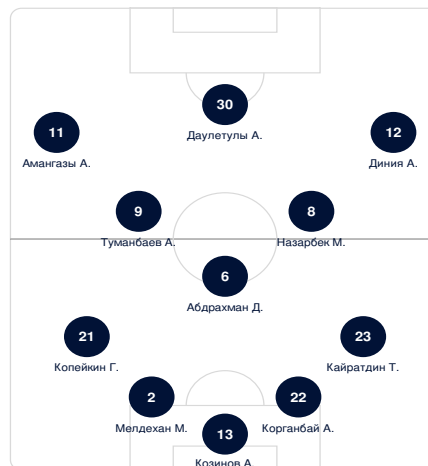 30
Даулетулы А.
11
Амангазы А.
12
Диния А.
9
Туманбаев А.
8
Назарбек М.
6
Абдрахман Д.
21
Копейкин Г.
23
Кайратдин Т.
2
Мелдехан М.
22
Корганбай А.
13
Козинов А.